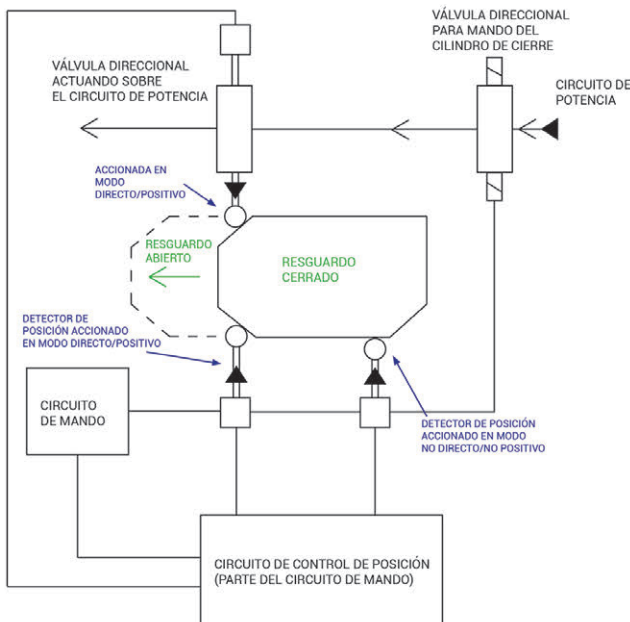 VÁLVULA DIRECCIONAL
PARA MANDO DEL
CILINDRO DE CIERRE
VÁLVULA DIRECCIONAL
ACTUANDO SOBRE
EL CIRCUITO DE POTENCIA
CIRCUITO DE
POTENCIA
ACCIONADA EN
MODO
DIRECTO/POSITIVO
RESGUARDO
ABIERTO
RESGUARDO
CERRADO
DETECTOR DE
POSICIÓN ACCIONADO
EN MODO DIRECTO/POSITIVO
CIRCUITO
DE MANDO
DETECTOR DE POSICIÓN
ACCIONADO EN MODO
NO DIRECTO/NO POSITIVO
CIRCUITO DE CONTROL DE POSICIÓN
(PARTE DEL CIRCUITO DE MANDO)